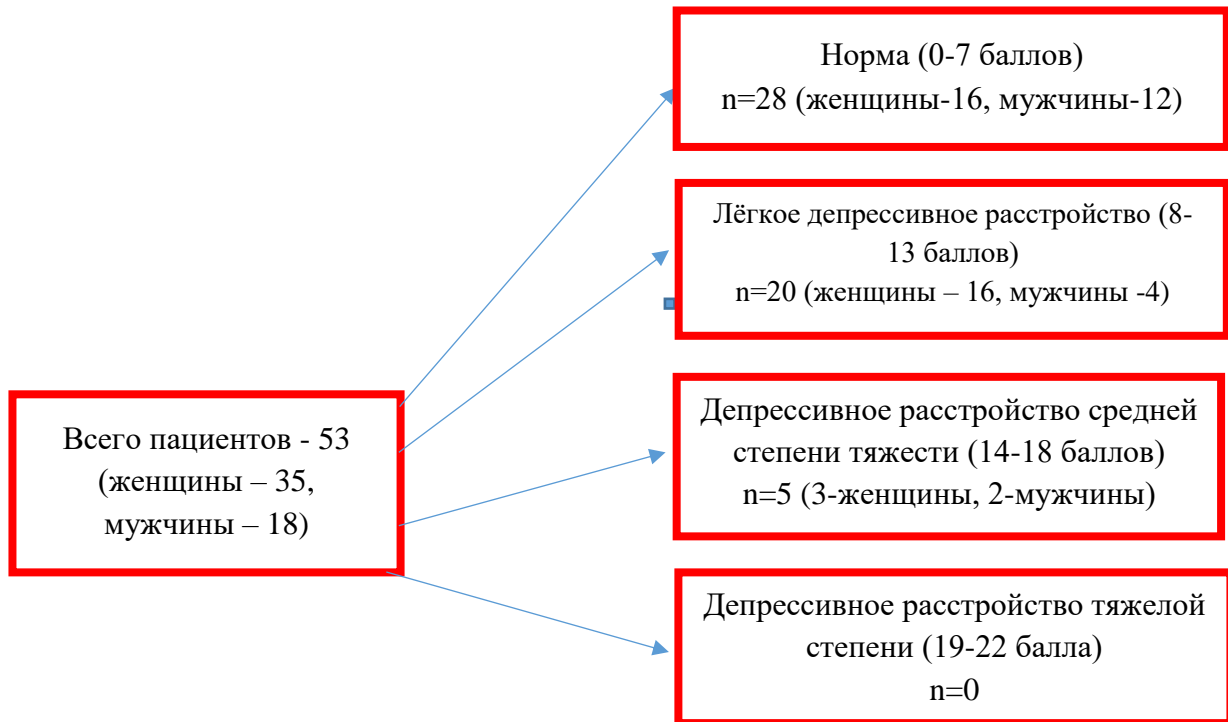 Норма (0-7 баллов)
n=28 (женщины-16, мужчины-12)
Лёгкое депрессивное расстройство (8-
13 баллов)
n=20 (женщины – 16, мужчины -4)
Всего пациентов - 53
(женщины – 35,
мужчины – 18)
Депрессивное расстройство средней
степени тяжести (14-18 баллов)
n=5 (3-женщины, 2-мужчины)
Депрессивное расстройство тяжелой
степени (19-22 балла)
n=0